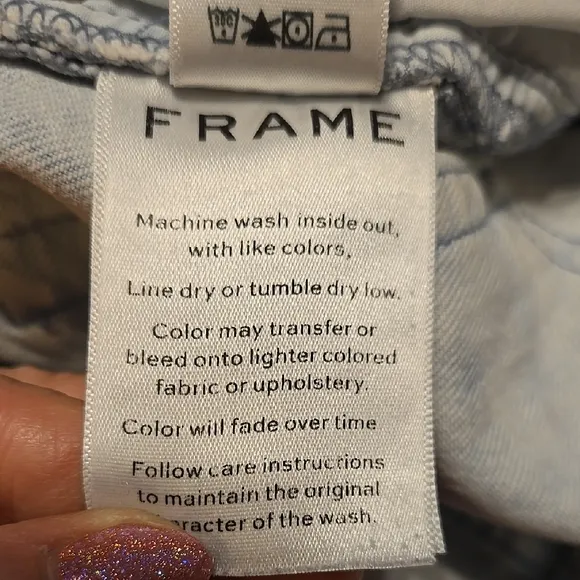 30C
FRAME
Machine wash inside out,
with like colors.
Line dry or tumble dry low.
Color may transfer or
bleed onto lighter colored
fabric or upholstery.
Color will fade over time
Follow care instructions
to maintain the original
racter of the wash.